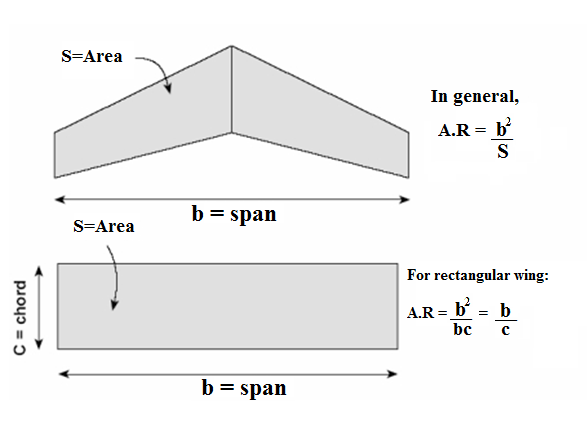 S=Area
In general,
A.R = b²
S
b = span
S=Area
C = chord
For rectangular wing:
A.R = b² = b
bc c
b = span